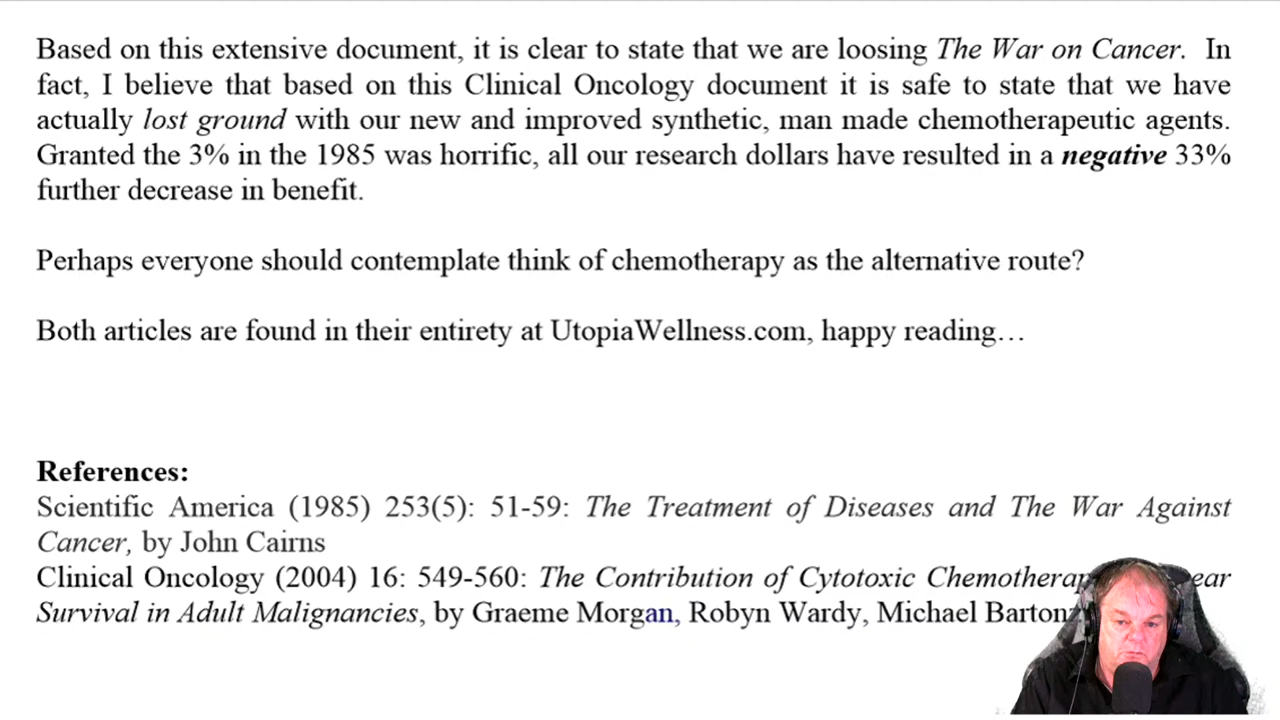 Based on this extensive document, it is clear to state that we are loosing The War on Cancer. In
fact, I believe that based on this Clinical Oncology document it is safe to state that we have
actually lost ground with our new and improved synthetic, man made chemotherapeutic agents.
Granted the 3% in the 1985 was horrific, all our research dollars have resulted in a negative 33%
further decrease in benefit.
Perhaps everyone should contemplate think of chemotherapy as the alternative route?
Both articles are found in their entirety at UtopiaWellness.com, happy reading…
References:
Scientific America (1985) 253(5): 51-59: The Treatment of Diseases and The War Against
Cancer, by John Cairns
Clinical Oncology (2004) 16: 549-560: The Contribution of Cytotoxic
Survival in Adult Malignancies, by Graeme Morgan, Robyn Wardy, Michael